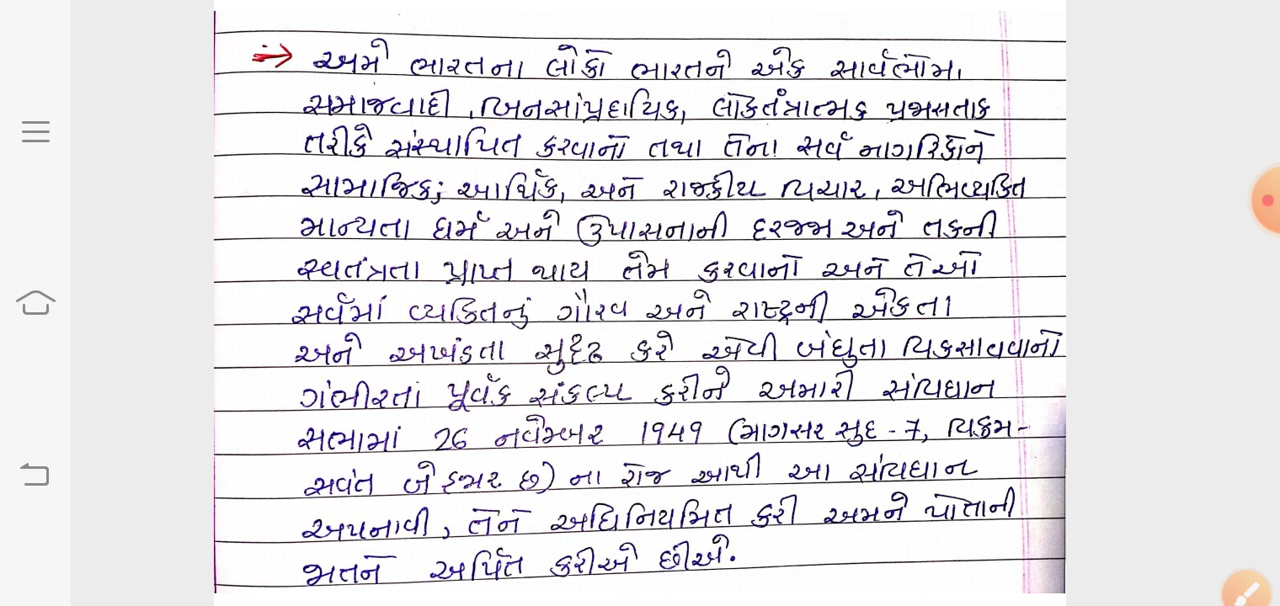 અમે ભારતના લોકો ભારતને એક સાર્વભોમ,
સમાજવાદી, બિનસાંપ્રદાયિક, લોકતંત્રાત્મક પ્રજાસતાક
તરીકે સંસ્થાપિત કરવાનો તથા તેના સર્વ નાગરિકોને
સામાજિક; આર્થિક, અને રાજકીય વિચાર, અભિવ્યકિત
માન્યતા ધર્મ અને ઉપાસનાની દરજ્જા અને તકની
સ્વતંત્રતા પ્રાપ્ત થાય તેમ કરવાનો અને તેઓ
સર્વમાં વ્યકિતનું ગૌરવ અને રાષ્ટ્રની એકતા
અને અખંડતા સુદૃઢ કરે એવી બંધુતા વિકસાવવાનો
ગંભીરતા પૂર્વક સંકલ્પ કરીને અમારી સંવિધાન
સભામાં 26 નવેમ્બર 1949 (માગસર સુદ - 7, વિક્રમ-
સવંત બે હજાર છ) ના રોજ આથી આ સંવિધાન
અપનાવી, તેને અધિનિયમિત કરી અમને પોતાની
જાતને અર્પિત કરીએ છીએ.